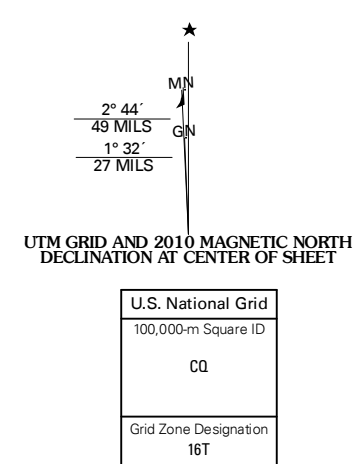 ★
MN
2° 44´
49 MILS
GN
1° 32´
27 MILS
UTM GRID AND 2010 MAGNETIC NORTH
DECLINATION AT CENTER OF SHEET
U.S. National Grid
100,000-m Square ID
CQ
Grid Zone Designation
16T